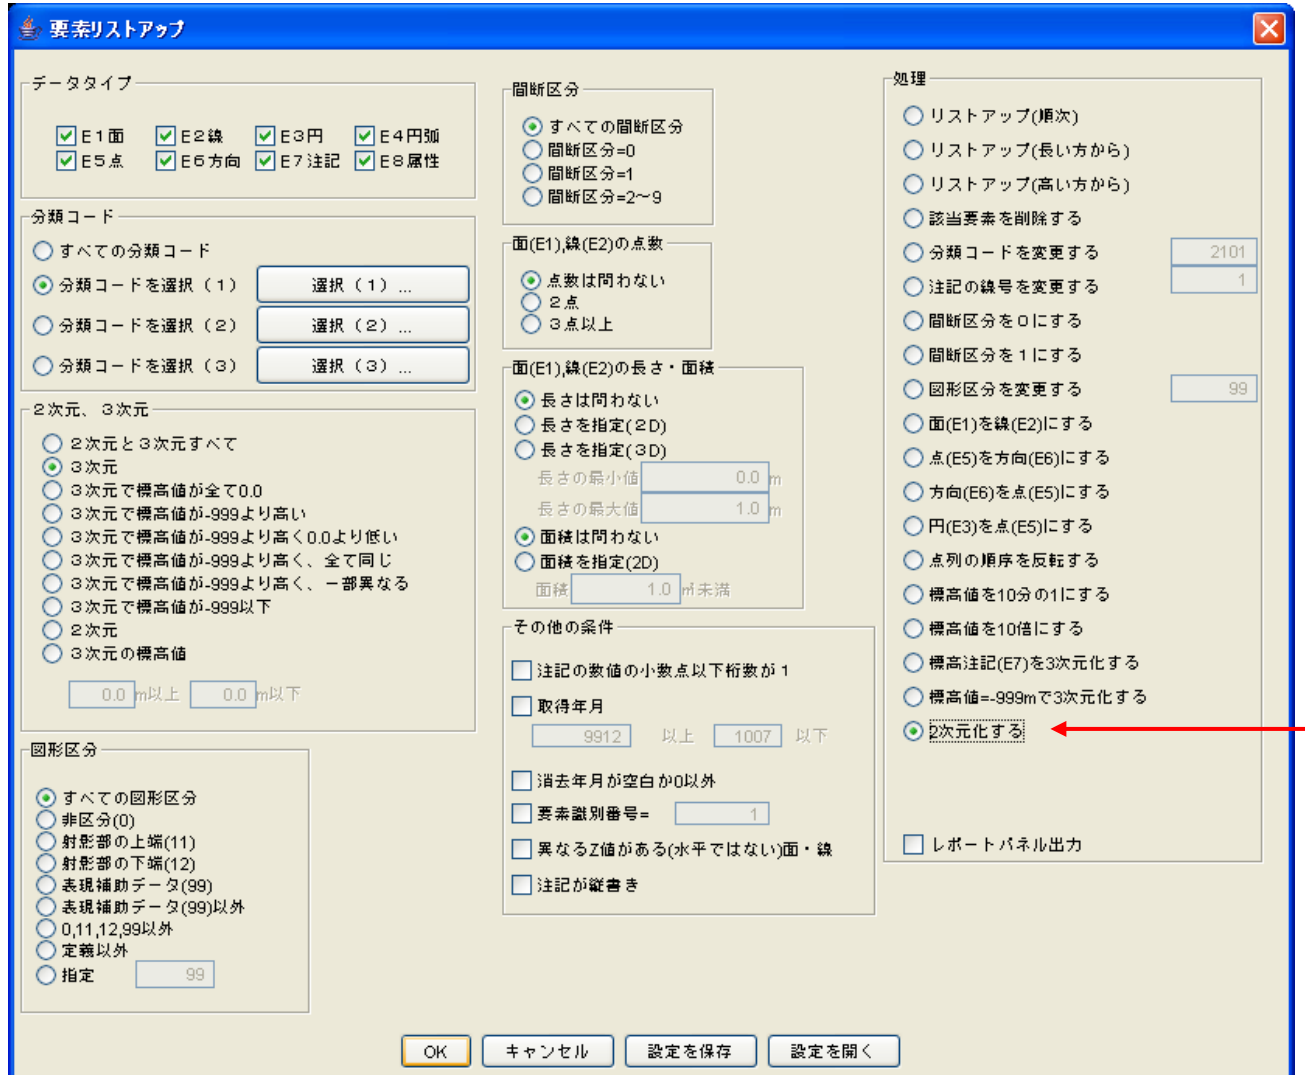 要素リストアップ
データタイプ
E1面 E2線 E3円 E4円弧
E5点 E6方向 E7注記 E8属性
分類コード
すべての分類コード
分類コードを選択（1） 選択（1）...
分類コードを選択（2） 選択（2）...
分類コードを選択（3） 選択（3）...
2次元、3次元
2次元と3次元すべて
3次元
3次元で標高値が全て0.0
3次元で標高値が-999より高い
3次元で標高値が-999より高く0.0より低い
3次元で標高値が-999より高く、全て同じ
3次元で標高値が-999より高く、一部異なる
3次元で標高値が-999以下
2次元
3次元の標高値
0.0 m以上 0.0 m以下
図形区分
すべての図形区分
非区分(0)
射影部の上端(11)
射影部の下端(12)
表現補助データ(99)
表現補助データ(99)以外
0,11,12,99以外
定義以外
指定 99
間断区分
すべての間断区分
間断区分=0
間断区分=1
間断区分=2～9
面(E1),線(E2)の点数
点数は問わない
2点
3点以上
面(E1),線(E2)の長さ・面積
長さは問わない
長さを指定(2D)
長さを指定(3D)
長さの最小値 0.0 m
長さの最大値 1.0 m
面積は問わない
面積を指定(2D)
面積 1.0 ㎡未満
その他の条件
注記の数値の小数点以下桁数が1
取得年月
9912 以上 1007 以下
消去年月が空白か0以外
要素識別番号= 1
異なるZ値がある(水平ではない)面・線
注記が縦書き
処理
リストアップ(順次)
リストアップ(長い方から)
リストアップ(高い方から)
該当要素を削除する
分類コードを変更する 2101
注記の線号を変更する 1
間断区分を0にする
間断区分を1にする
図形区分を変更する 99
面(E1)を線(E2)にする
点(E5)を方向(E6)にする
方向(E6)を点(E5)にする
円(E3)を点(E5)にする
点列の順序を反転する
標高値を10分の1にする
標高値を10倍にする
標高注記(E7)を3次元化する
標高値=-999mで3次元化する
2次元化する
レポートパネル出力
OK キャンセル 設定を保存 設定を開く